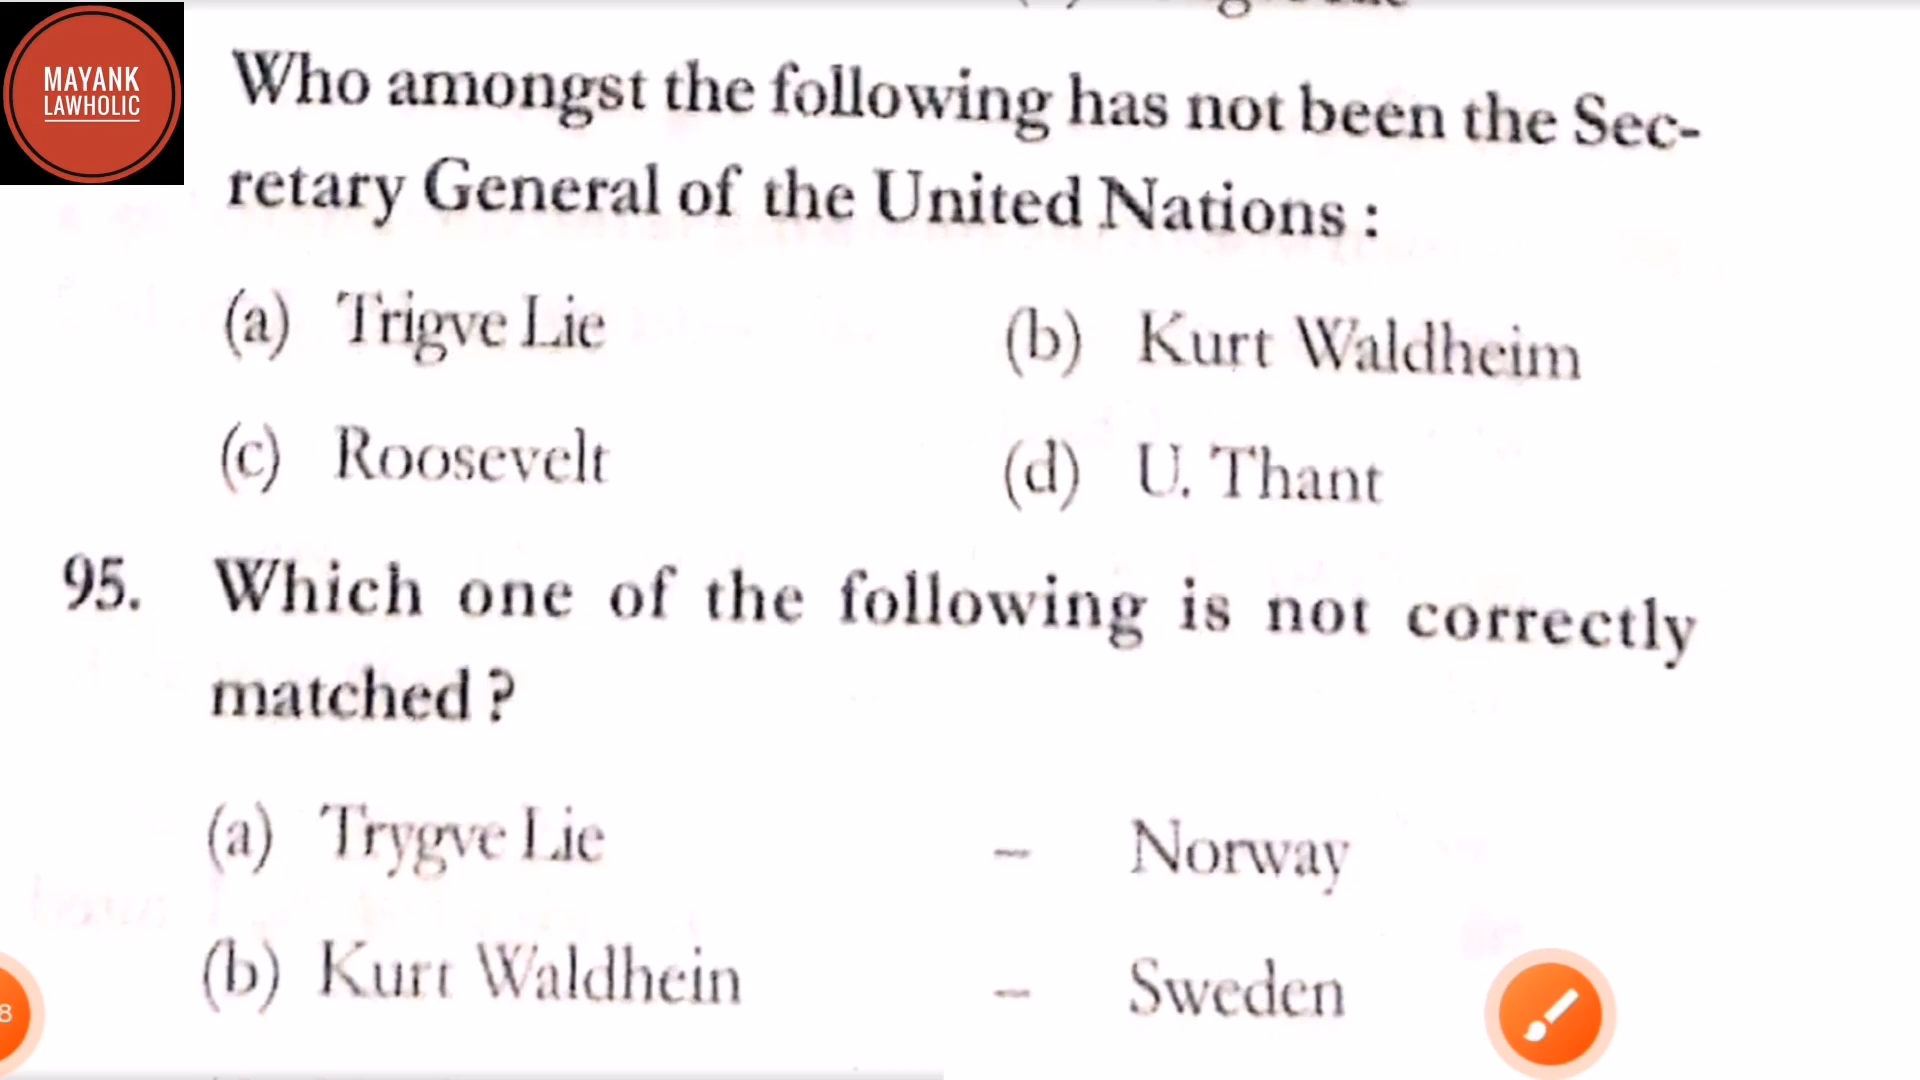 MAYANK
LAWHOLIC
Who amongst the following has not been the Sec-
retary General of the United Nations :
(a) Trigve Lie (b) Kurt Waldheim
(c) Roosevelt (d) U. Thant
95. Which one of the following is not correctly
matched ?
(a) Trygve Lie – Norway
(b) Kurt Waldhein – Sweden
8